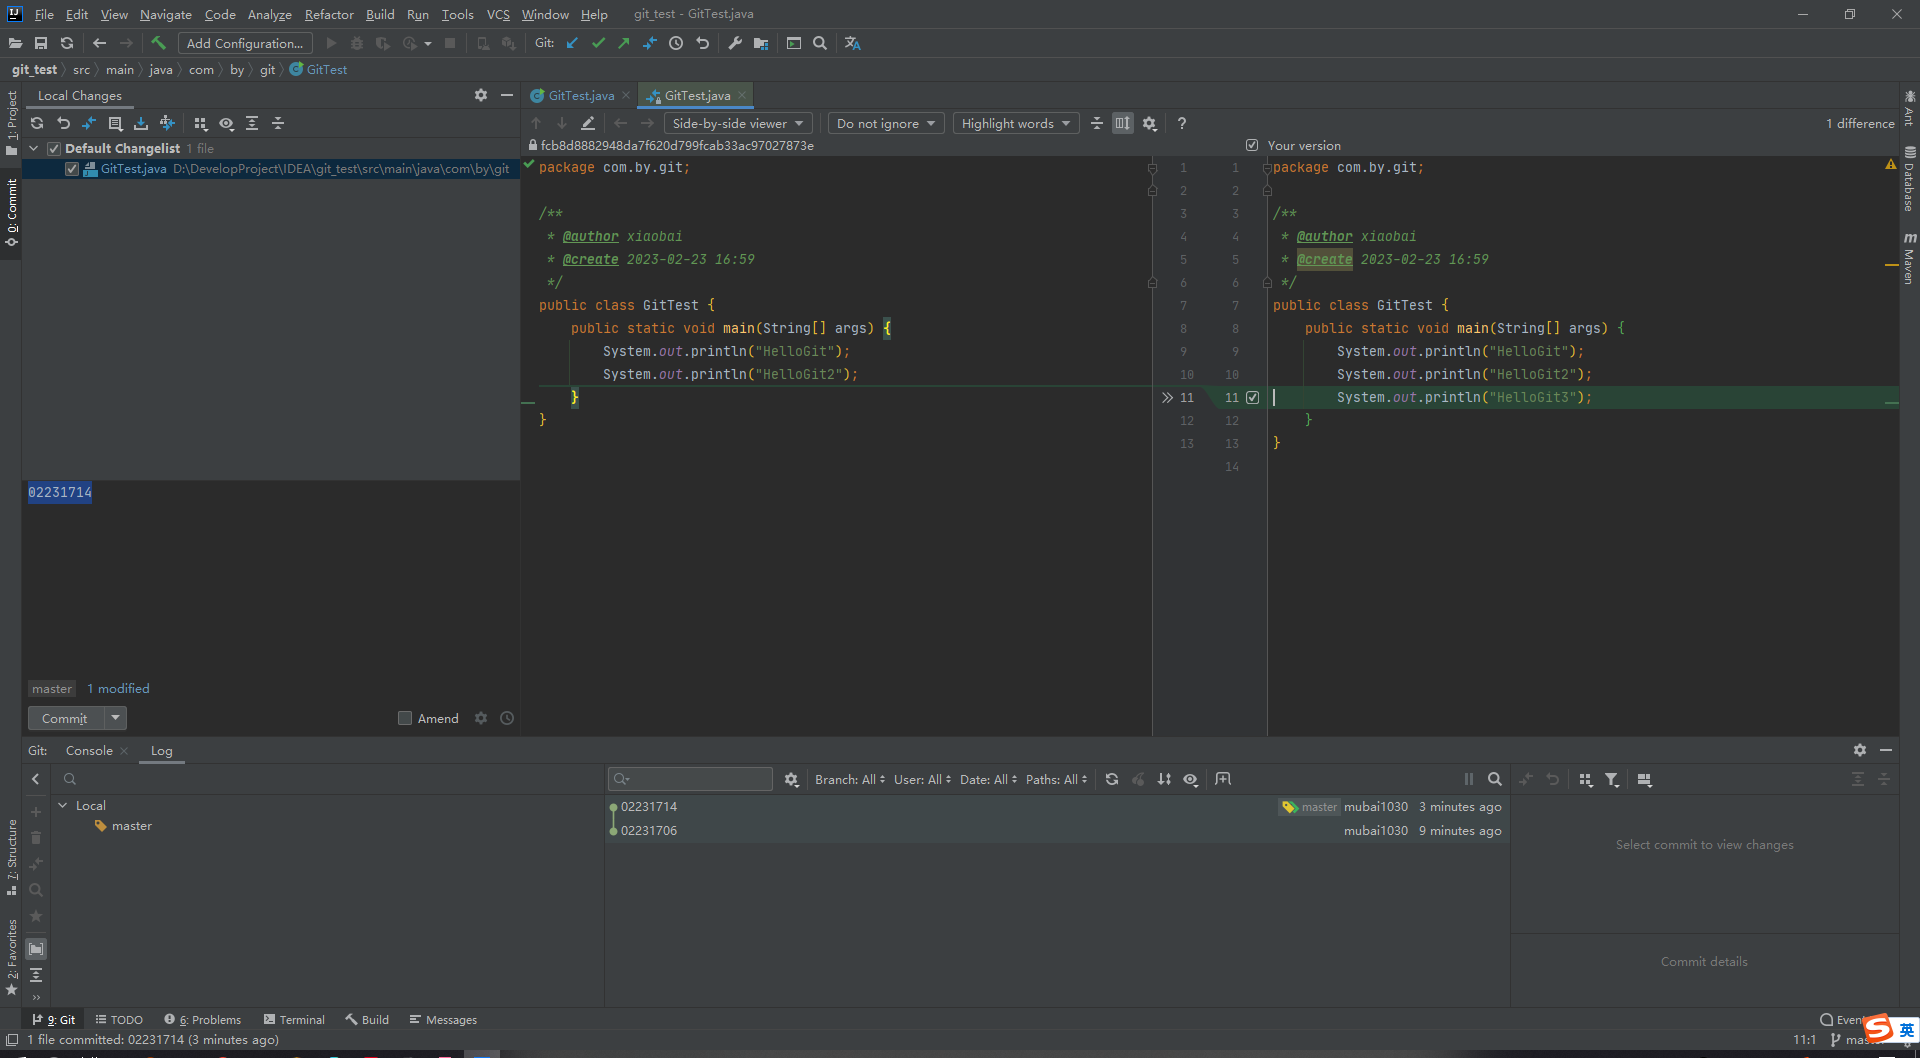 File Edit View Navigate Code Analyze Refactor Build Run Tools VCS Window Help git_test - GitTest.java
Add Configuration... Git:
git_test src main java com by git GitTest
Local Changes
Default Changelist 1 file
GitTest.java D:\DevelopProject\IDEA\git_test\src\main\java\com\by\git
02231714
master 1 modified
Commit Amend
GitTest.java GitTest.java
Side-by-side viewer Do not ignore Highlight words ? 1 difference
fcb8d8882948da7f620d799fcab33ac97027873e Your version
package com.by.git;
/**
* @author xiaobai
* @create 2023-02-23 16:59
*/
public class GitTest {
public static void main(String[] args) {
System.out.println("HelloGit");
System.out.println("HelloGit2");
}
}
1 1
2 2
3 3
4 4
5 5
6 6
7 7
8 8
9 9
10 10
11 11
12 12
13 13
14
package com.by.git;
/**
* @author xiaobai
* @create 2023-02-23 16:59
*/
public class GitTest {
public static void main(String[] args) {
System.out.println("HelloGit");
System.out.println("HelloGit2");
System.out.println("HelloGit3");
}
}
1: Project
0: Commit
7: Structure
2: Favorites
Ant
Database
m Maven
Git: Console Log
Local
master
Branch: All User: All Date: All Paths: All
02231714 master mubai1030 3 minutes ago
02231706 mubai1030 9 minutes ago
Select commit to view changes
Commit details
9: Git TODO 6: Problems Terminal Build Messages
1 file committed: 02231714 (3 minutes ago) 11:1
S 英